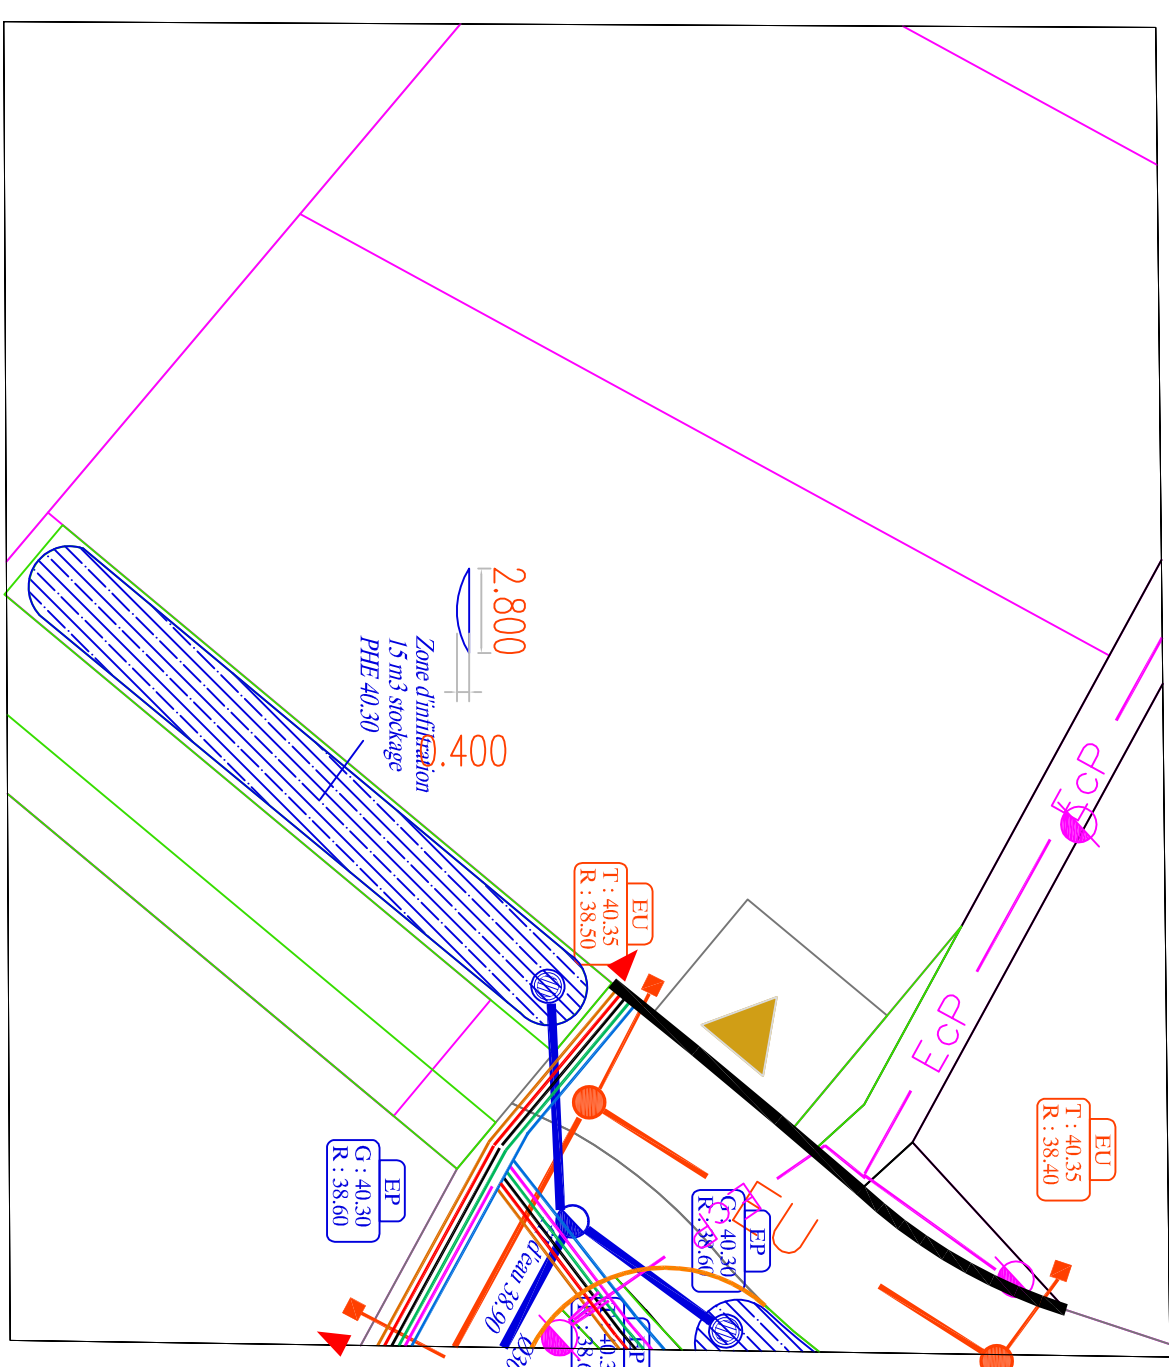 2.800
0.400
Zone d'infiltration
15 m3 stockage
PHE 40.30
EU
T : 40.35
R : 38.50
EcP
EcP
EU
T : 40.35
R : 38.40
EP
G : 40.30
R : 38.60
EP
G : 40.30
R : 38.60
EU
d'eau 38.90
EP